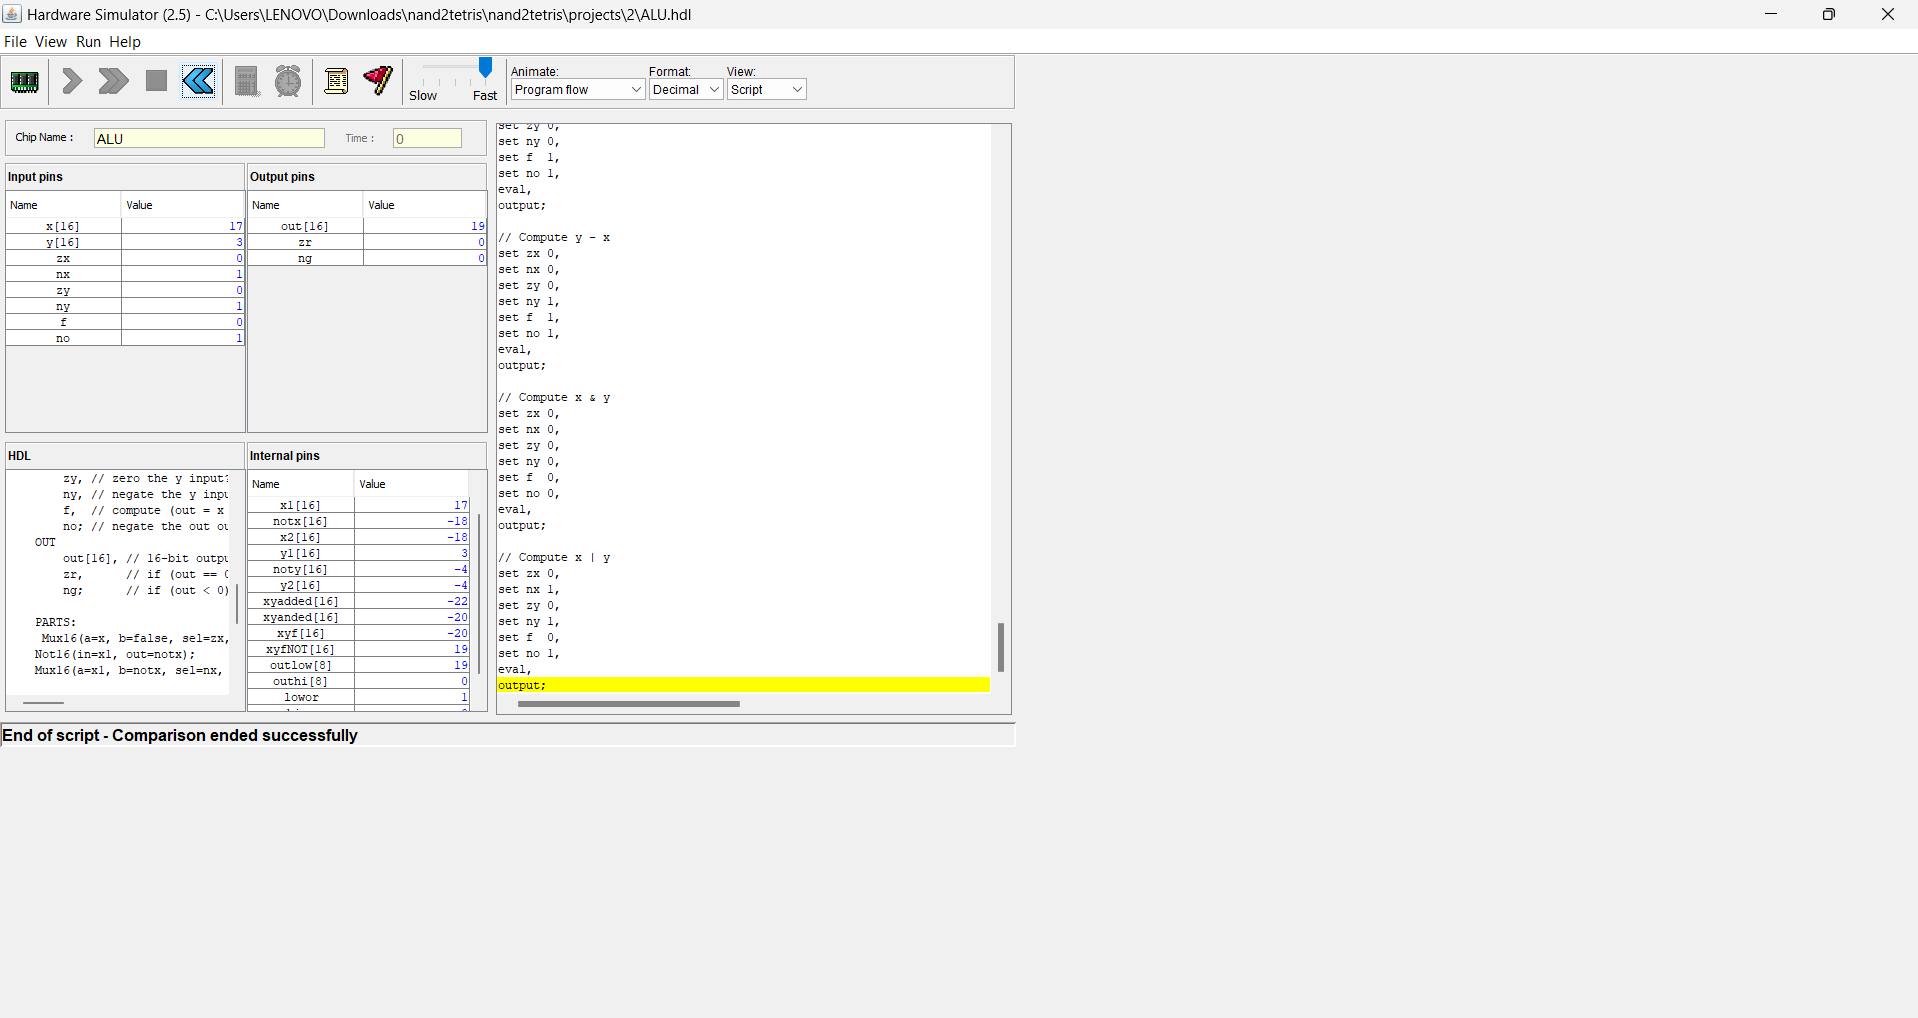 Hardware Simulator (2.5) - C:\Users\LENOVO\Downloads\nand2tetris\nand2tetris\projects\2\ALU.hdl
File View Run Help
Slow Fast
Animate: Format: View:
Program flow Decimal Script
Chip Name : ALU Time : 0
Input pins
Name Value
x[16] 17
y[16] 3
zx 0
nx 1
zy 0
ny 1
f 0
no 1
Output pins
Name Value
out[16] 19
zr 0
ng 0
HDL
zy, // zero the y input?
ny, // negate the y inpu
f, // compute (out = x
no; // negate the out ou
OUT
out[16], // 16-bit outpu
zr, // if (out == 0
ng; // if (out < 0)
PARTS:
Mux16(a=x, b=false, sel=zx,
Not16(in=x1, out=notx);
Mux16(a=x1, b=notx, sel=nx,
Internal pins
Name Value
x1[16] 17
notx[16] -18
x2[16] -18
y1[16] 3
noty[16] -4
y2[16] -4
xyadded[16] -22
xyanded[16] -20
xyf[16] -20
xyfNOT[16] 19
outlow[8] 19
outhi[8] 0
lowor 1
set zy 0,
set ny 0,
set f 1,
set no 1,
eval,
output;
// Compute y - x
set zx 0,
set nx 0,
set zy 0,
set ny 1,
set f 1,
set no 1,
eval,
output;
// Compute x & y
set zx 0,
set nx 0,
set zy 0,
set ny 0,
set f 0,
set no 0,
eval,
output;
// Compute x | y
set zx 0,
set nx 1,
set zy 0,
set ny 1,
set f 0,
set no 1,
eval,
output;
End of script - Comparison ended successfully